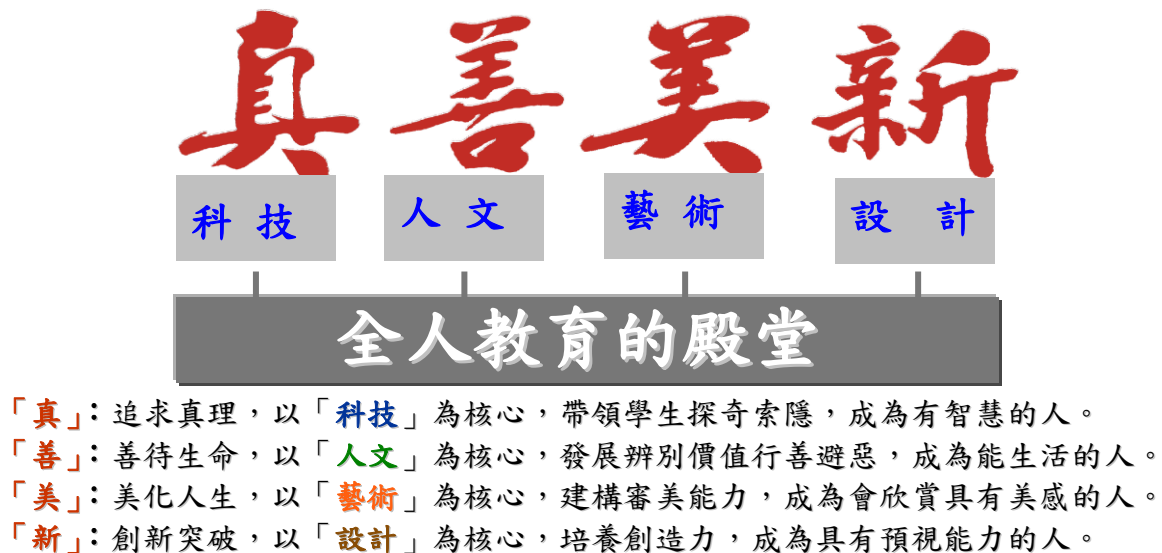 真善美新
科技 人文 藝術 設計
全人教育的殿堂
「真」：追求真理，以「科技」為核心，帶領學生探奇索隱，成為有智慧的人。
「善」：善待生命，以「人文」為核心，發展辨別價值行善避惡，成為能生活的人。
「美」：美化人生，以「藝術」為核心，建構審美能力，成為會欣賞具有美感的人。
「新」：創新突破，以「設計」為核心，培養創造力，成為具有預視能力的人。